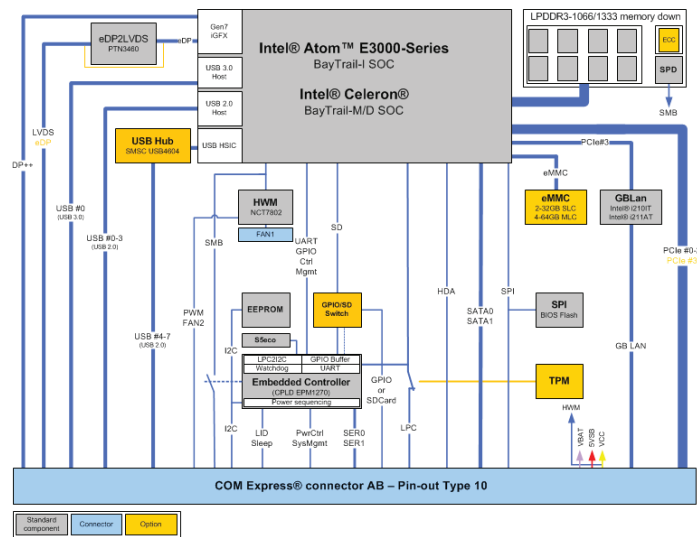 LPDDR3-1066/1333 memory down
Gen7
iGFX
eDP2LVDS
PTN3460
eDP
Intel® Atom™ E3000-Series
BayTrail-I SOC
ECC
USB 3.0
Host
SPD
Intel® Celeron®
BayTrail-M/D SOC
USB 2.0
Host
SMB
LVDS
eDP
USB Hub
SMSC USB4604
USB HSIC
PCIe#3
DP++
eMMC
HWM
NCT7802
eMMC
2-32GB SLC
4-64GB MLC
GBLan
Intel® i210IT
Intel® i211AT
USB #0
(USB 3.0)
FAN1
SD
SMB
UART
GPIO
Ctrl
Mgmt
USB #0-3
(USB 2.0)
PCIe #0-
PCIe #3
HDA
SPI
EEPROM
GPIO/SD
Switch
SPI
BIOS Flash
PWM
FAN2
SATA0
SATA1
USB #4-7
(USB 2.0)
S5eco
I2C
GB LAN
LPC2I2C
GPIO Buffer
Watchdog
UART
Embedded Controller
(CPLD EPM1270)
Power sequencing
GPIO
or
SDCard
TPM
HWM
I2C
LID
Sleep
PwrCtrl
SysMgmt
SER0
SER1
LPC
VBAT
5VSB
VCC
COM Express® connector AB – Pin-out Type 10
Standard
component
Connector
Option